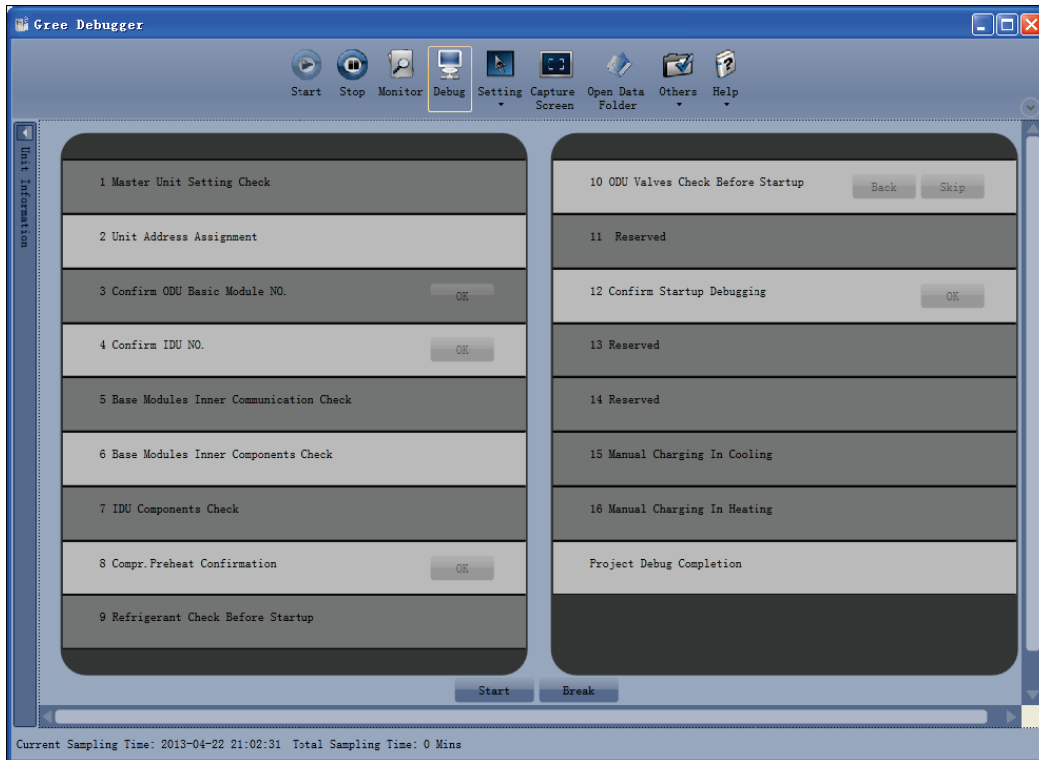 Gree Debugger
Start Stop Monitor Debug Setting Capture Screen Open Data Folder Others Help
Unit Information
1 Master Unit Setting Check
2 Unit Address Assignment
3 Confirm ODU Basic Module NO. OK
4 Confirm IDU NO. OK
5 Base Modules Inner Communication Check
6 Base Modules Inner Components Check
7 IDU Components Check
8 Compr.Preheat Confirmation OK
9 Refrigerant Check Before Startup
10 ODU Valves Check Before Startup Back Skip
11 Reserved
12 Confirm Startup Debugging OK
13 Reserved
14 Reserved
15 Manual Charging In Cooling
16 Manual Charging In Heating
Project Debug Completion
Start Break
Current Sampling Time: 2013-04-22 21:02:31 Total Sampling Time: 0 Mins